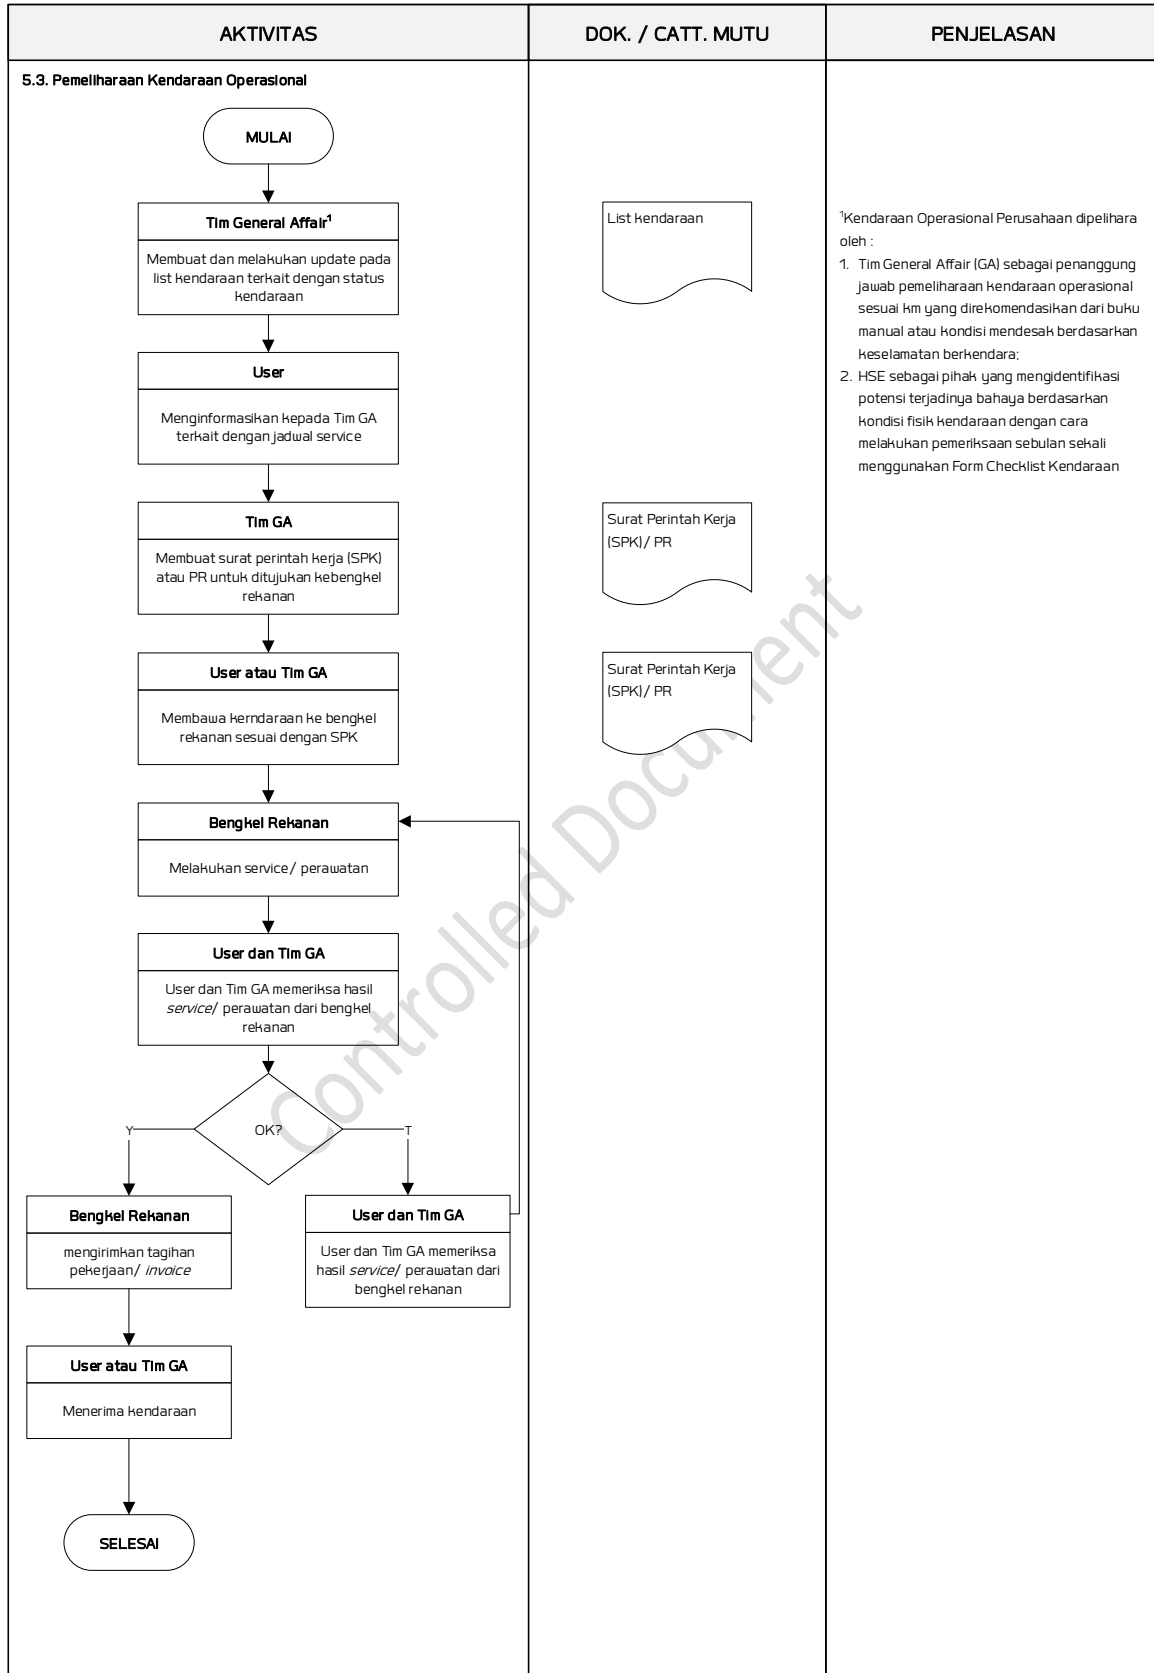 AKTIVITAS
DOK. / CATT. MUTU
PENJELASAN
5.3. Pemeliharaan Kendaraan Operasional
MULAI
Tim General Affair¹
Membuat dan melakukan update pada
list kendaraan terkait dengan status
kendaraan
List kendaraan
¹Kendaraan Operasional Perusahaan dipelihara
oleh :
1. Tim General Affair (GA) sebagai penanggung
jawab pemeliharaan kendaraan operasional
sesuai km yang direkomendasikan dari buku
manual atau kondisi mendesak berdasarkan
keselamatan berkendara;
2. HSE sebagai pihak yang mengidentifikasi
potensi terjadinya bahaya berdasarkan
kondisi fisik kendaraan dengan cara
melakukan pemeriksaan sebulan sekali
menggunakan Form Checklist Kendaraan
User
Menginformasikan kepada Tim GA
terkait dengan jadwal service
Tim GA
Membuat surat perintah kerja (SPK)
atau PR untuk ditujukan kebengkel
rekanan
Surat Perintah Kerja
(SPK)/ PR
User atau Tim GA
Membawa kerndaraan ke bengkel
rekanan sesuai dengan SPK
Surat Perintah Kerja
(SPK)/ PR
Bengkel Rekanan
Melakukan service/ perawatan
User dan Tim GA
User dan Tim GA memeriksa hasil
service/ perawatan dari bengkel
rekanan
OK?
Y
T
Bengkel Rekanan
mengirimkan tagihan
pekerjaan/ invoice
User dan Tim GA
User dan Tim GA memeriksa
hasil service/ perawatan dari
bengkel rekanan
User atau Tim GA
Menerima kendaraan
SELESAI
Controlled Document